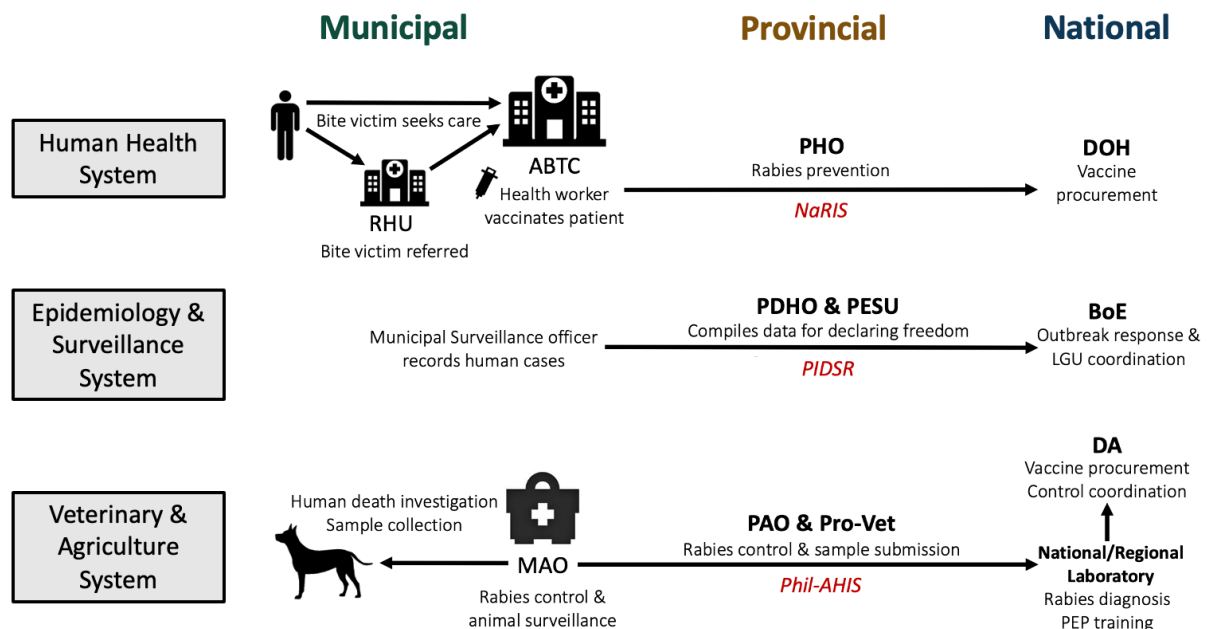 Municipal
Provincial
National
Human Health
System
Bite victim seeks care
ABTC
Health worker
vaccinates patient
RHU
Bite victim referred
PHO
Rabies prevention
NaRIS
DOH
Vaccine
procurement
Epidemiology &
Surveillance
System
Municipal Surveillance officer
records human cases
PDHO & PESU
Compiles data for declaring freedom
PIDSR
BoE
Outbreak response &
LGU coordination
Veterinary &
Agriculture
System
Human death investigation
Sample collection
MAO
Rabies control &
animal surveillance
PAO & Pro-Vet
Rabies control & sample submission
Phil-AHIS
DA
Vaccine procurement
Control coordination
National/Regional
Laboratory
Rabies diagnosis
PEP training